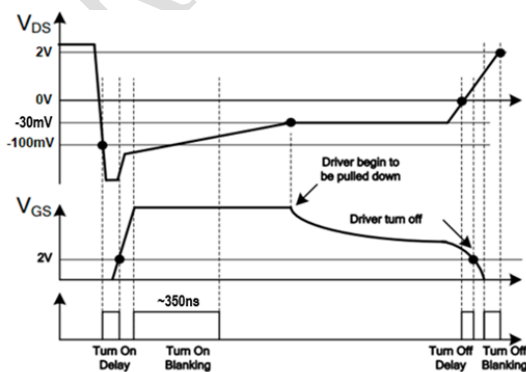 VDS
2V
0V
-30mV
-100mV
Driver begin to
be pulled down
VGS
Driver turn off
2V
~350ns
Turn On
Delay
Turn On
Blanking
Turn Off
Delay
Turn Off
Blanking